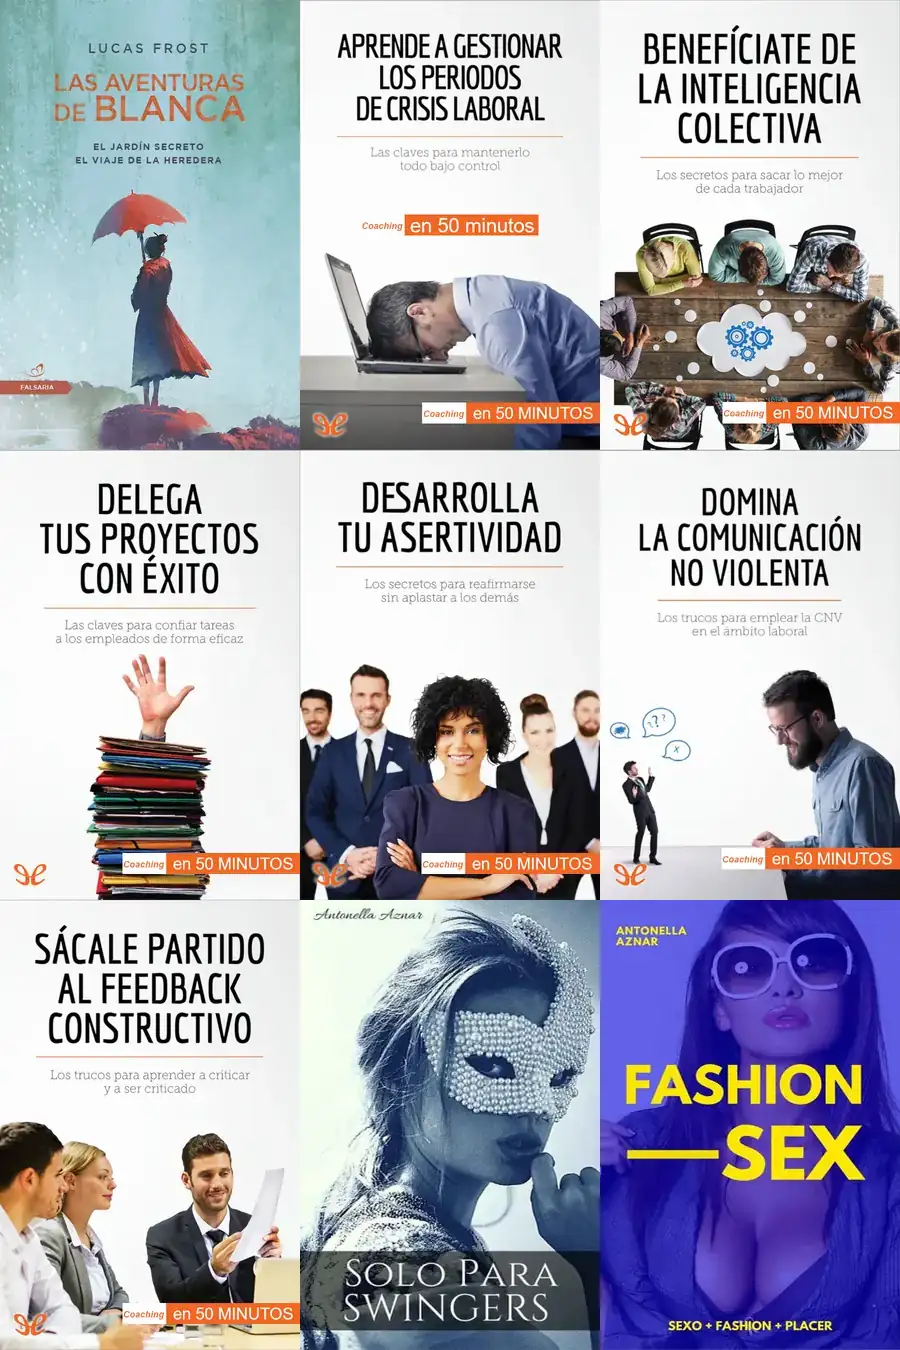 LUCAS FROST
LAS AVENTURAS
DE BLANCA
EL JARDÍN SECRETO
EL VIAJE DE LA HEREDERA
FALSARIA
APRENDE A GESTIONAR
LOS PERIODOS
DE CRISIS LABORAL
Las claves para mantenerlo
todo bajo control
Coaching en 50 minutos
Coaching en 50 MINUTOS
BENEFÍCIATE DE
LA INTELIGENCIA
COLECTIVA
Los secretos para sacar lo mejor
de cada trabajador
Coaching en 50 MINUTOS
DELEGA
TUS PROYECTOS
CON ÉXITO
Las claves para confiar tareas
a los empleados de forma eficaz
Coaching en 50 MINUTOS
DESARROLLA
TU ASERTIVIDAD
Los secretos para reafirmarse
sin aplastar a los demás
Coaching en 50 MINUTOS
DOMINA
LA COMUNICACIÓN
NO VIOLENTA
Los trucos para emplear la CNV
en el ámbito laboral
???
x
Coaching en 50 MINUTOS
SÁCALE PARTIDO
AL FEEDBACK
CONSTRUCTIVO
Los trucos para aprender a criticar
y a ser criticado
Coaching en 50 MINUTOS
Antonella Aznar
SOLO PARA
SWINGERS
ANTONELLA
AZNAR
FASHION
SEX
SEXO + FASHION + PLACER